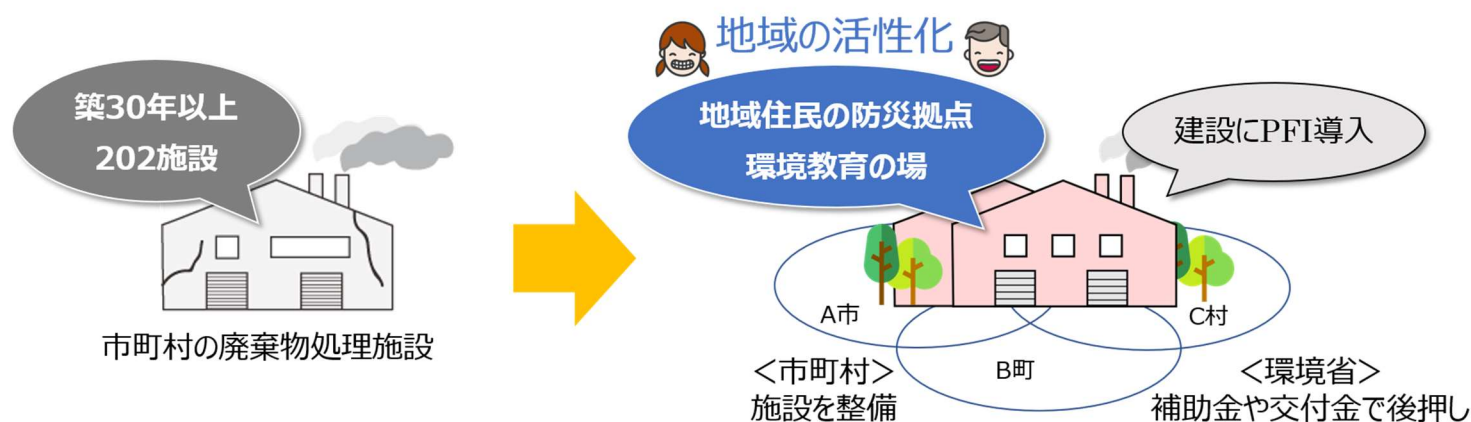 築30年以上
202施設
市町村の廃棄物処理施設
地域の活性化
地域住民の防災拠点
環境教育の場
建設にPFI導入
A市
B町
C村
＜市町村＞
施設を整備
＜環境省＞
補助金や交付金で後押し